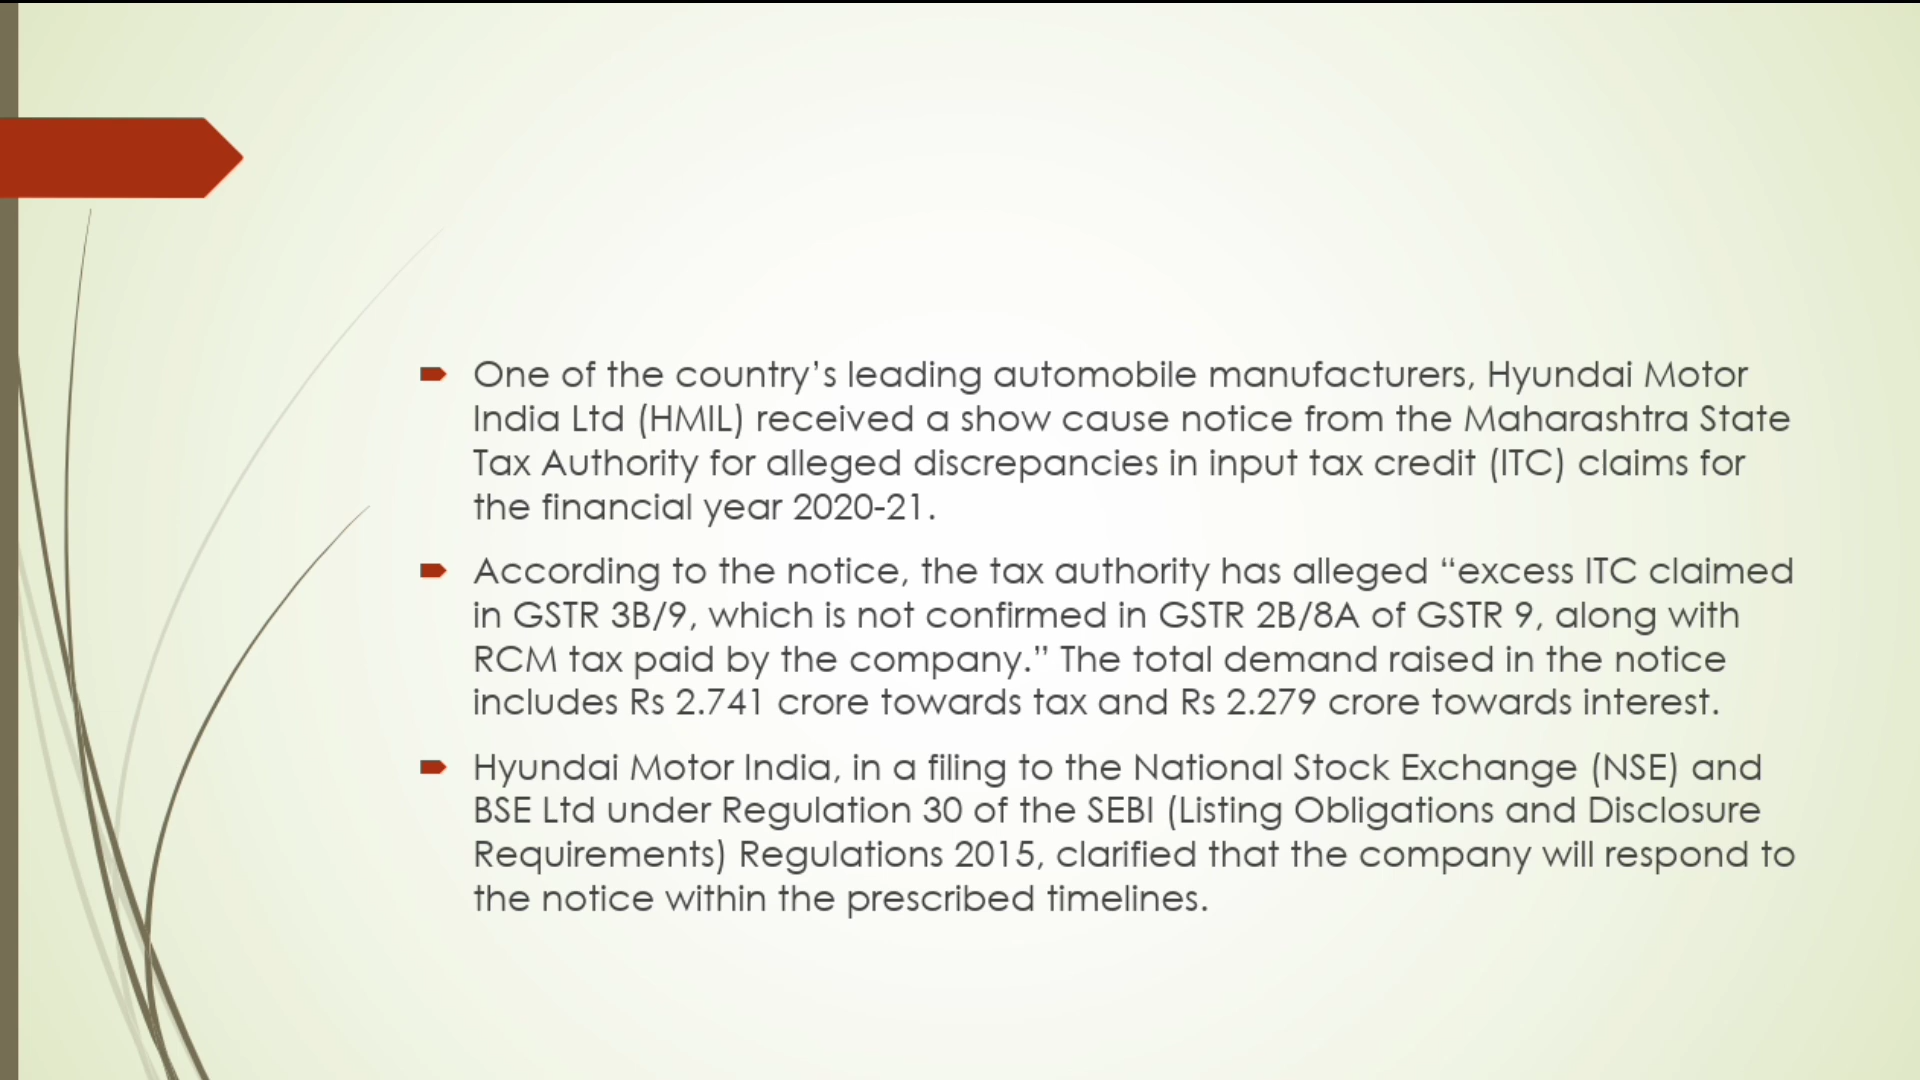 One of the country’s leading automobile manufacturers, Hyundai Motor
India Ltd (HMIL) received a show cause notice from the Maharashtra State
Tax Authority for alleged discrepancies in input tax credit (ITC) claims for
the financial year 2020-21.
According to the notice, the tax authority has alleged “excess ITC claimed
in GSTR 3B/9, which is not confirmed in GSTR 2B/8A of GSTR 9, along with
RCM tax paid by the company.” The total demand raised in the notice
includes Rs 2.741 crore towards tax and Rs 2.279 crore towards interest.
Hyundai Motor India, in a filing to the National Stock Exchange (NSE) and
BSE Ltd under Regulation 30 of the SEBI (Listing Obligations and Disclosure
Requirements) Regulations 2015, clarified that the company will respond to
the notice within the prescribed timelines.